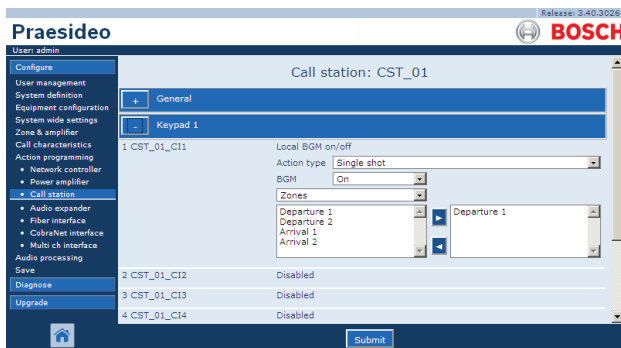 Release: 3.40.3026
Praesideo
BOSCH
User: admin
Configure
User management
System definition
Equipment configuration
System wide settings
Zone & amplifier
Call characteristics
Action programming
• Network controller
• Power amplifier
• Call station
• Audio expander
• Fiber interface
• CobraNet interface
• Multi ch interface
Audio processing
Save
Diagnose
Upgrade
Call station: CST_01
+ General
- Keypad 1
1 CST_01_CI1 Local BGM on/off
Action type Single shot
BGM On
Zones
Departure 1
Departure 2
Arrival 1
Arrival 2
Departure 1
2 CST_01_CI2 Disabled
3 CST_01_CI3 Disabled
4 CST_01_CI4 Disabled
Submit